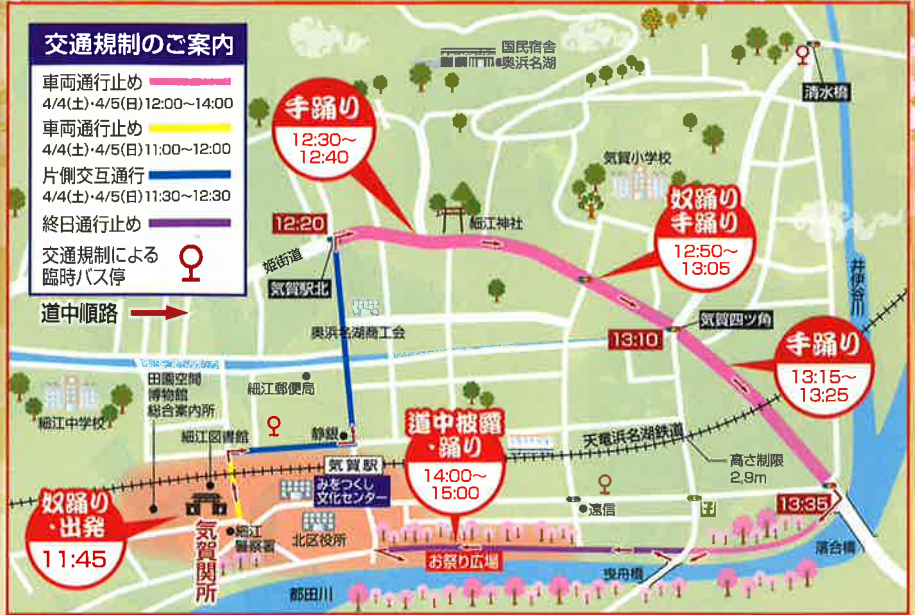 交通規制のご案内
車両通行止め
4/4(土)・4/5(日)12:00〜14:00
車両通行止め
4/4(土)・4/5(日)11:00〜12:00
片側交互通行
4/4(土)・4/5(日)11:30〜12:30
終日通行止め
交通規制による
臨時バス停
道中順路
国民宿舎
奥浜名湖
清水橋
手踊り
12:30〜
12:40
気賀小学校
奴踊り
手踊り
12:50〜
13:05
12:20
細江神社
姫街道
気賀駅北
井伊谷川
奥浜名湖商工会
13:10
気賀四ツ角
手踊り
13:15〜
13:25
田園空間
博物館
総合案内所
細江郵便局
細江中学校
細江図書館
静銀
道中披露
・踊り
14:00〜
15:00
天竜浜名湖鉄道
気賀駅
高さ制限
2,9m
みをつくし
文化センター
奴踊り
・出発
11:45
気賀関所
細江
警察署
北区役所
遠信
13:35
お祭り広場
落合橋
曳舟橋
都田川